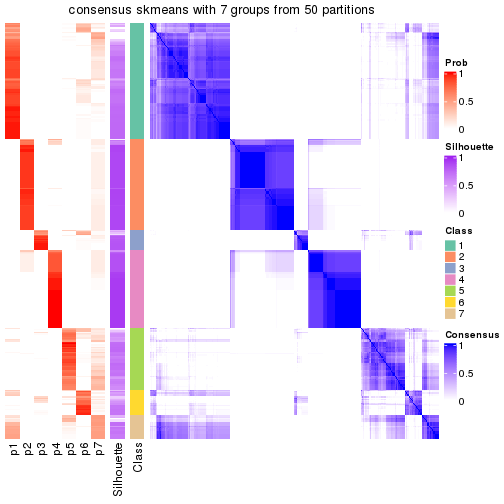 consensus skmeans with 7 groups from 50 partitions
Prob
1
0.5
0
Silhouette
1
0.5
0
Class
1
2
3
4
5
6
7
Consensus
1
0.5
0
p1
p2
p3
p4
p5
p6
p7
Silhouette
Class